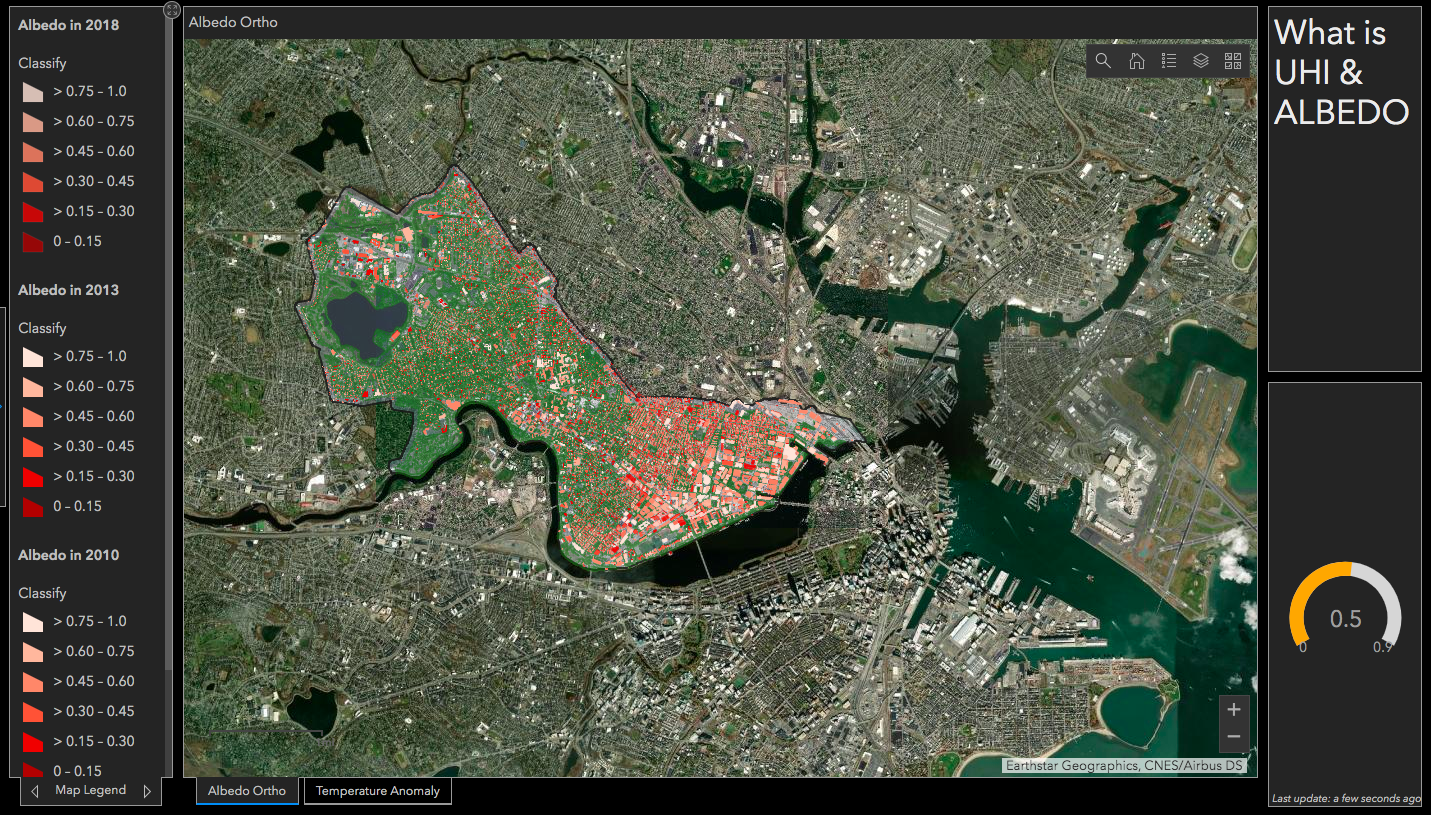 Albedo in 2018
Classify
> 0.75 – 1.0
> 0.60 – 0.75
> 0.45 – 0.60
> 0.30 – 0.45
> 0.15 – 0.30
0 – 0.15
Albedo in 2013
Classify
> 0.75 – 1.0
> 0.60 – 0.75
> 0.45 – 0.60
> 0.30 – 0.45
> 0.15 – 0.30
0 – 0.15
Albedo in 2010
Classify
> 0.75 – 1.0
> 0.60 – 0.75
> 0.45 – 0.60
> 0.30 – 0.45
> 0.15 – 0.30
0 – 0.15
Map Legend
Albedo Ortho
Earthstar Geographics, CNES/Airbus DS
Albedo Ortho
Temperature Anomaly
What is
UHI &
ALBEDO
0.5
0
0.9
Last update: a few seconds ago